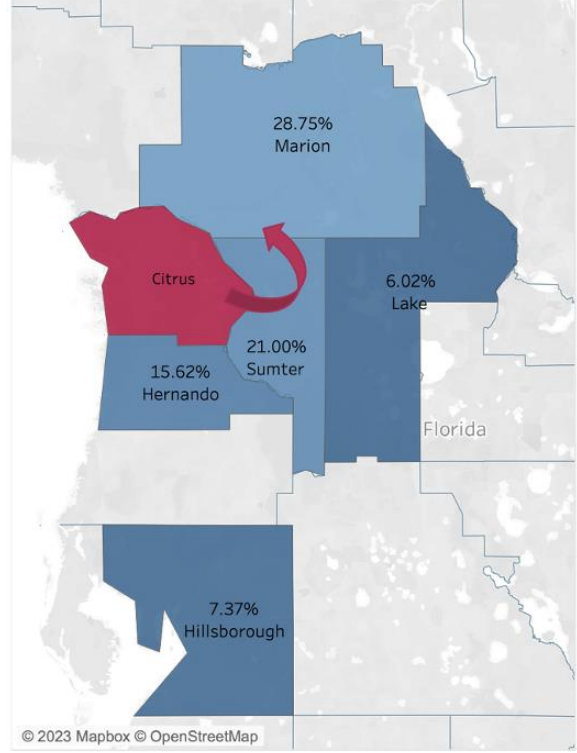 28.75%
Marion
Citrus
6.02%
Lake
21.00%
Sumter
15.62%
Hernando
Florida
7.37%
Hillsborough
© 2023 Mapbox © OpenStreetMap